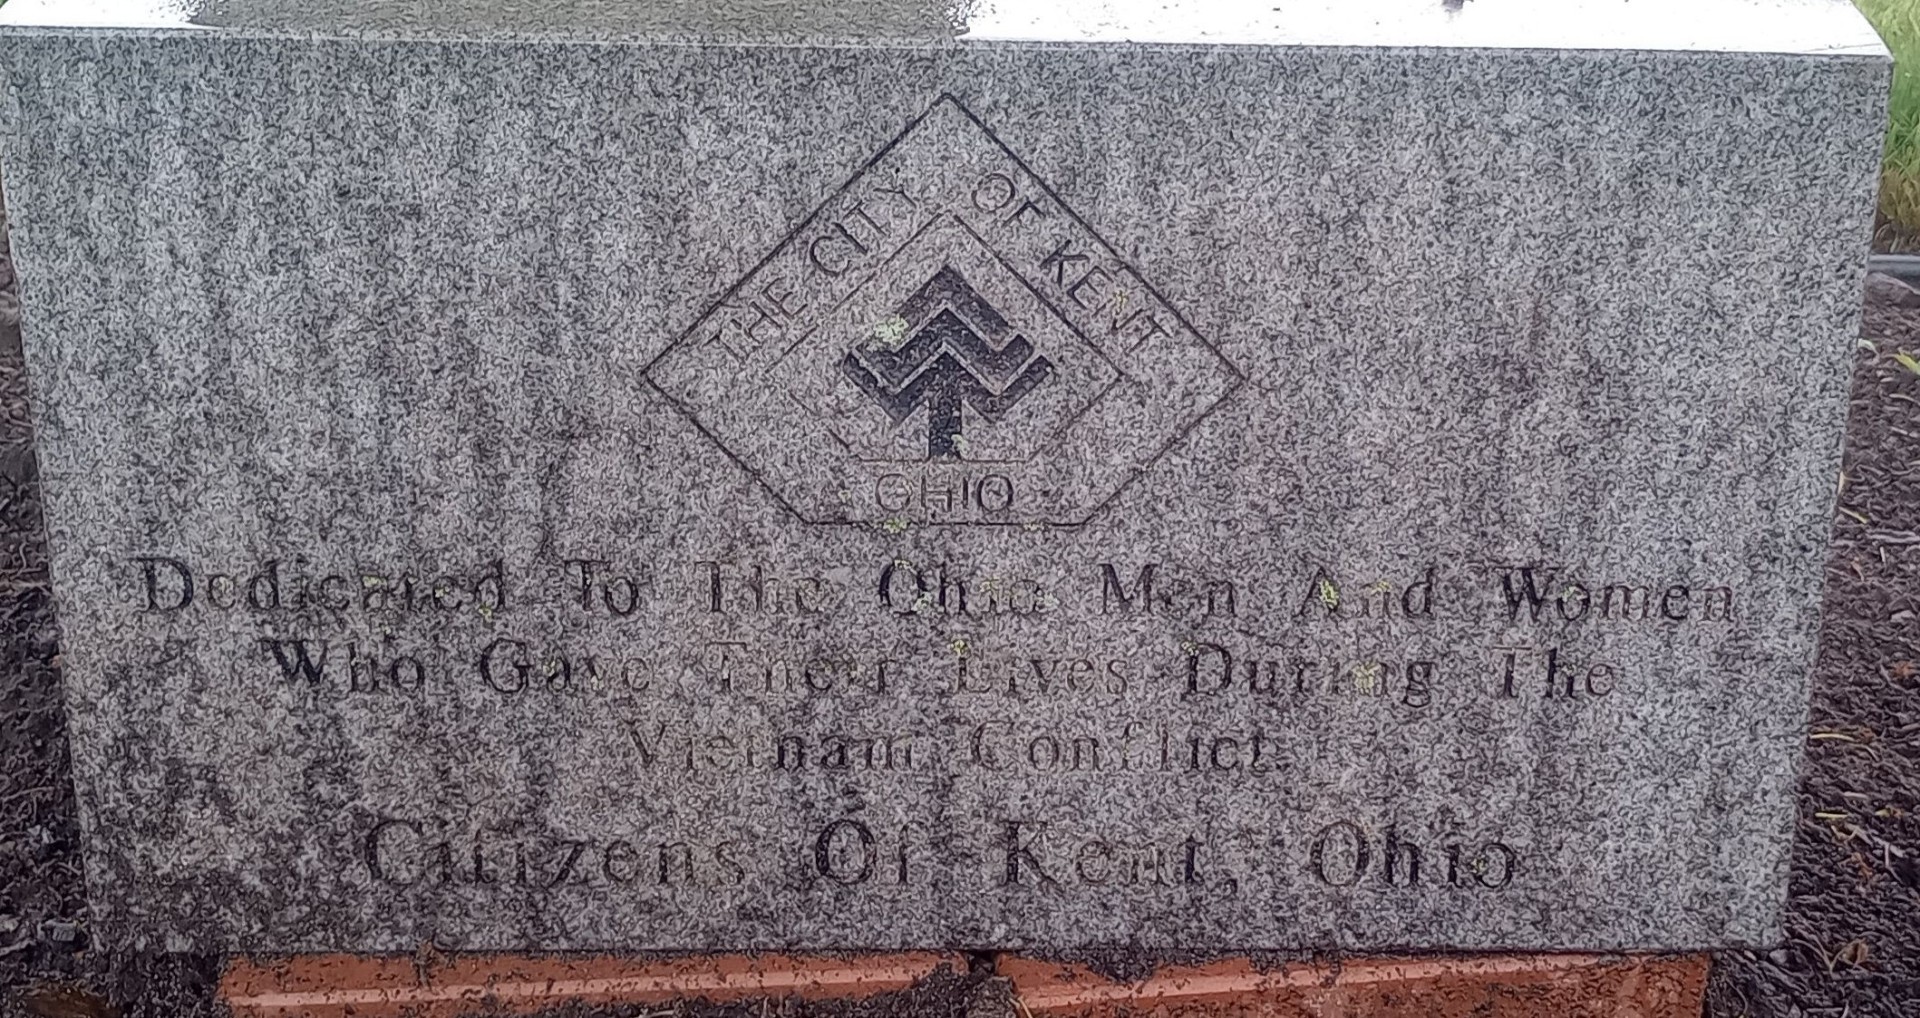 THE CITY OF KENT
OHIO
Dedicated To The Ohio Men And Women
Who Gave Their Lives During The
Vietnam Conflict.
Citizens Of Kent, Ohio